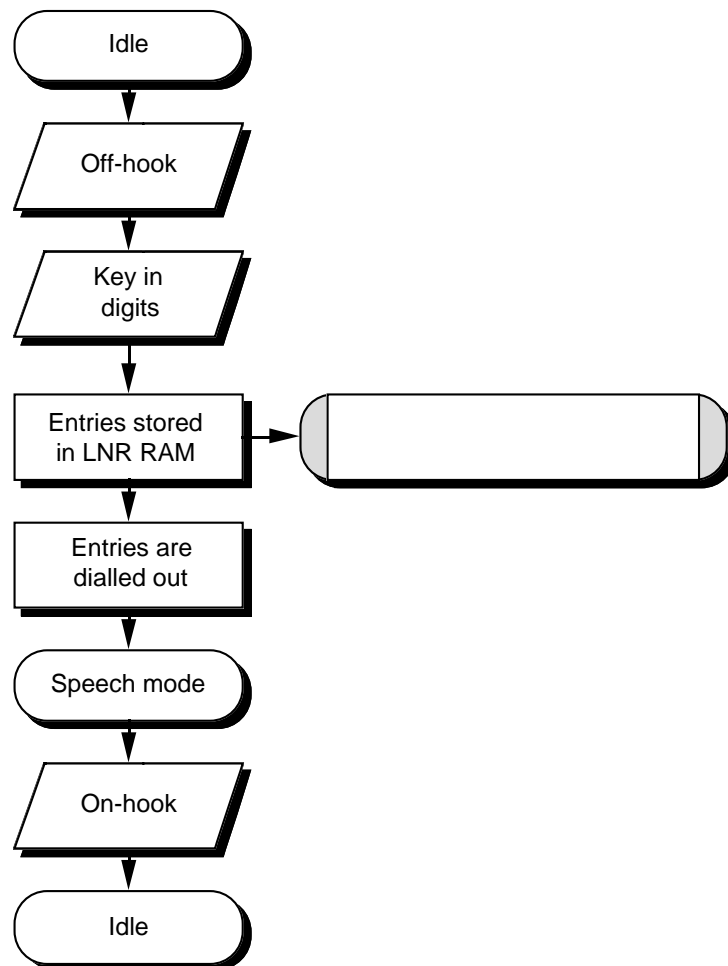 Idle
Off-hook
Key in
digits
Entries stored
in LNR RAM
Entries are
dialled out
Speech mode
On-hook
Idle